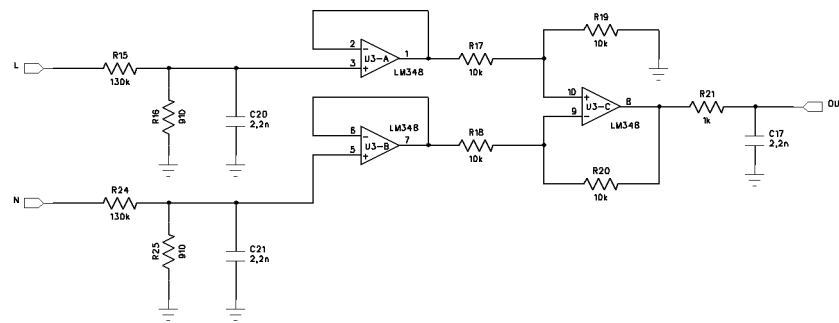 R19
10k
2
U3-A
1
3
LM348
R17
10k
L
R15
130k
R16
910
C20
2,2n
10
9
U3-C
8
LM348
R21
1k
OU
C17
2,2n
6
5
U3-B
LM348
7
R18
10k
R20
10k
N
R24
130k
R25
910
C21
2,2n